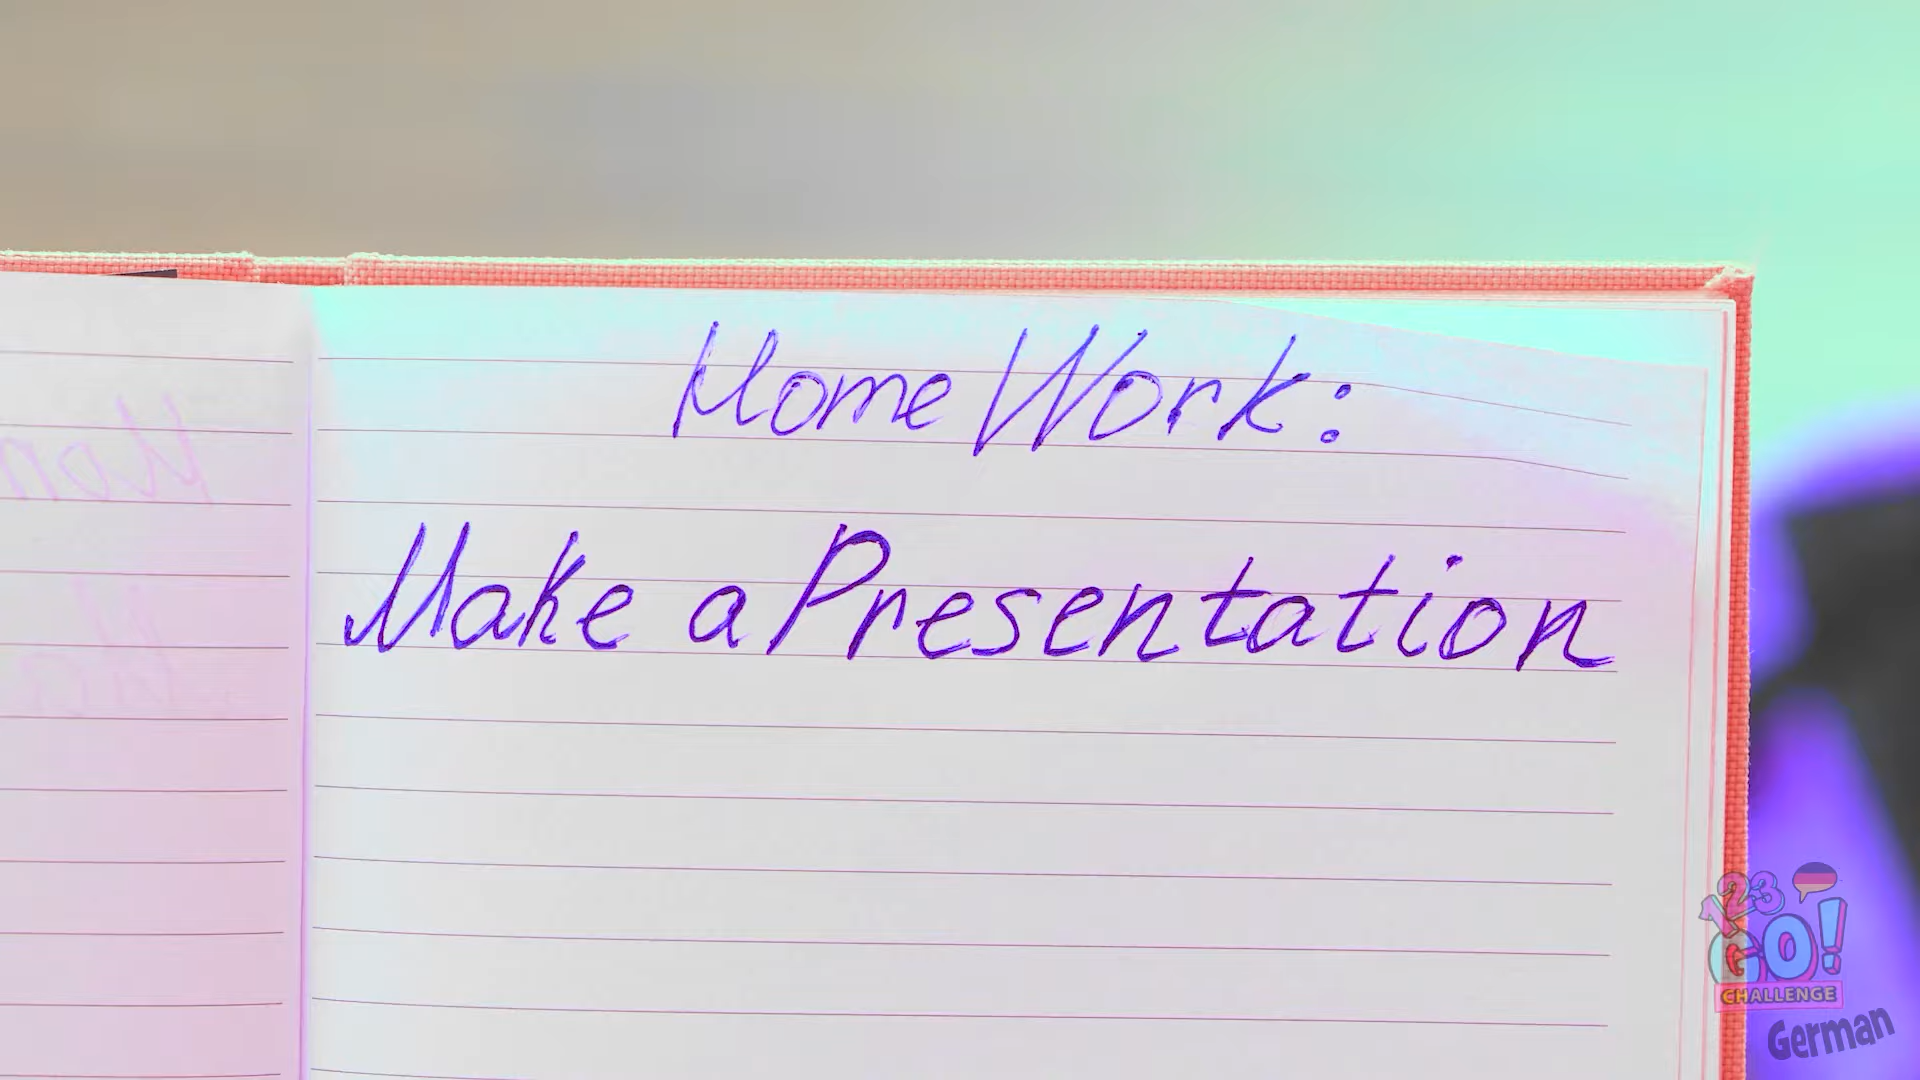 Home Work:
Make a Presentation
123
GO!
CHALLENGE
German